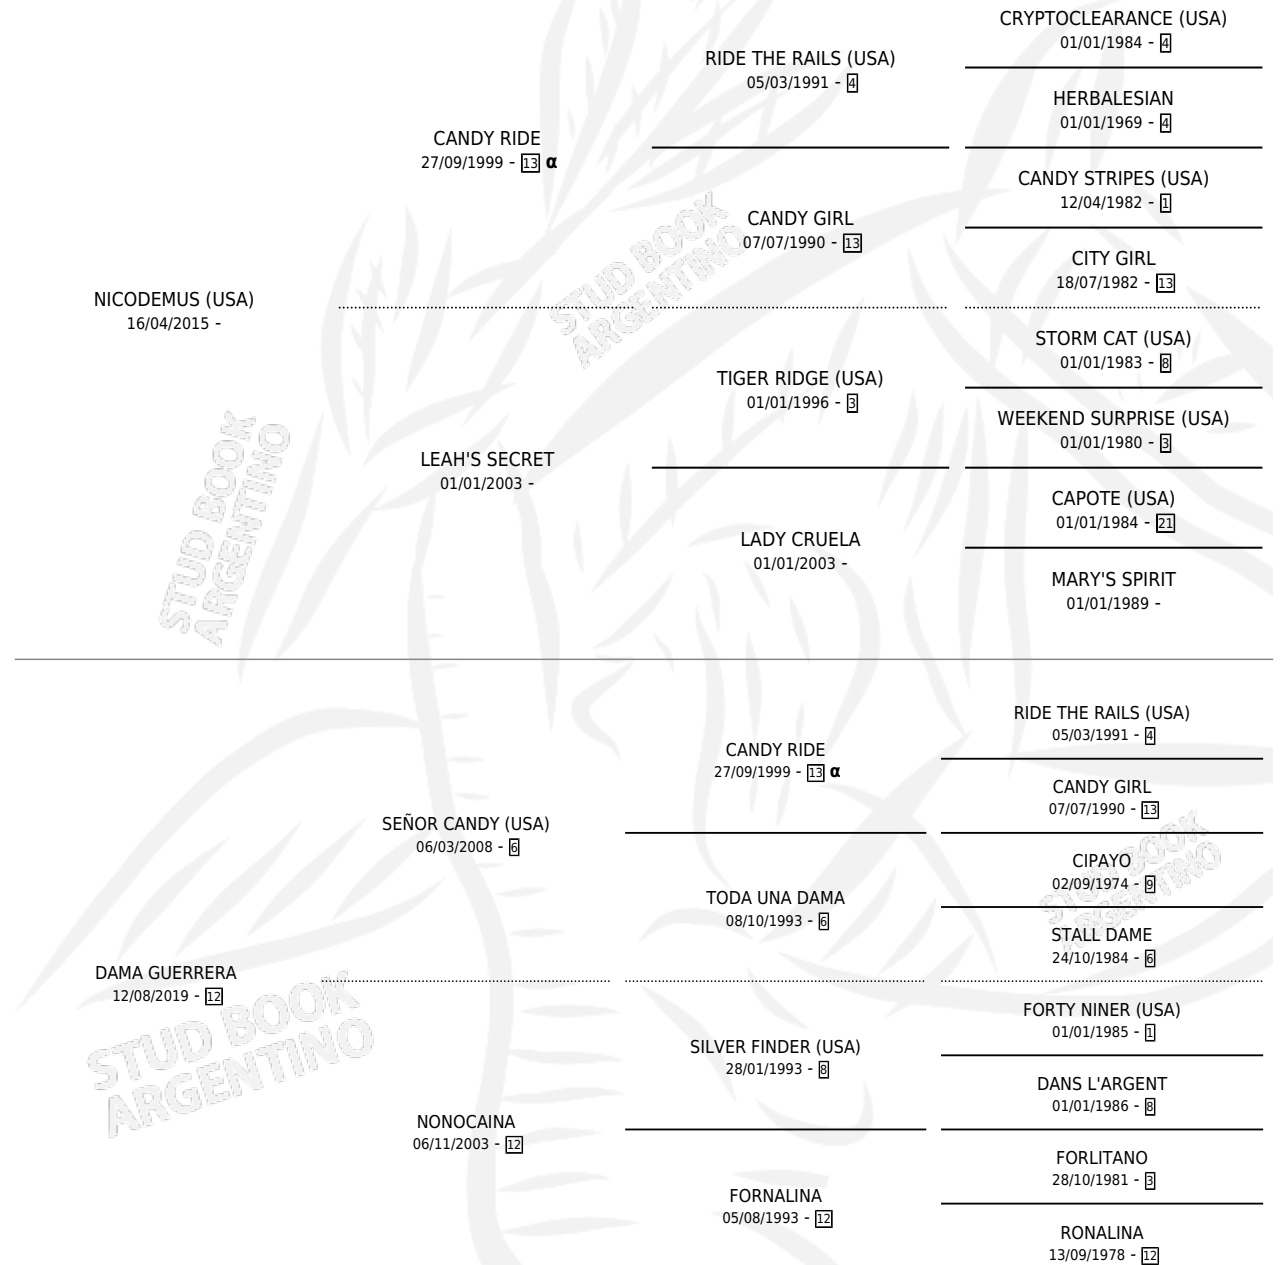 CRYPTOCLEARANCE (USA)
01/01/1984 - 4
RIDE THE RAILS (USA)
05/03/1991 - 4
HERBALESIAN
01/01/1969 - 4
CANDY RIDE
27/09/1999 - 13 α
CANDY STRIPES (USA)
12/04/1982 - 1
CANDY GIRL
07/07/1990 - 13
CITY GIRL
18/07/1982 - 13
NICODEMUS (USA)
16/04/2015 -
STUD BOOK
ARGENTINO
STORM CAT (USA)
01/01/1983 - 8
TIGER RIDGE (USA)
01/01/1996 - 3
WEEKEND SURPRISE (USA)
01/01/1980 - 3
LEAH'S SECRET
01/01/2003 -
CAPOTE (USA)
01/01/1984 - 21
LADY CRUELA
01/01/2003 -
MARY'S SPIRIT
01/01/1989 -
STUD BOOK
ARGENTINO
RIDE THE RAILS (USA)
05/03/1991 - 4
CANDY RIDE
27/09/1999 - 13 α
CANDY GIRL
07/07/1990 - 13
SEÑOR CANDY (USA)
06/03/2008 - 6
CIPAYO
02/09/1974 - 9
TODA UNA DAMA
08/10/1993 - 6
STALL DAME
24/10/1984 - 6
STUD BOOK
ARGENTINO
DAMA GUERRERA
12/08/2019 - 12
FORTY NINER (USA)
01/01/1985 - 1
SILVER FINDER (USA)
28/01/1993 - 8
DANS L'ARGENT
01/01/1986 - 8
STUD BOOK
ARGENTINO
NONOCAINA
06/11/2003 - 12
FORLITANO
28/10/1981 - 3
FORNALINA
05/08/1993 - 12
RONALINA
13/09/1978 - 12